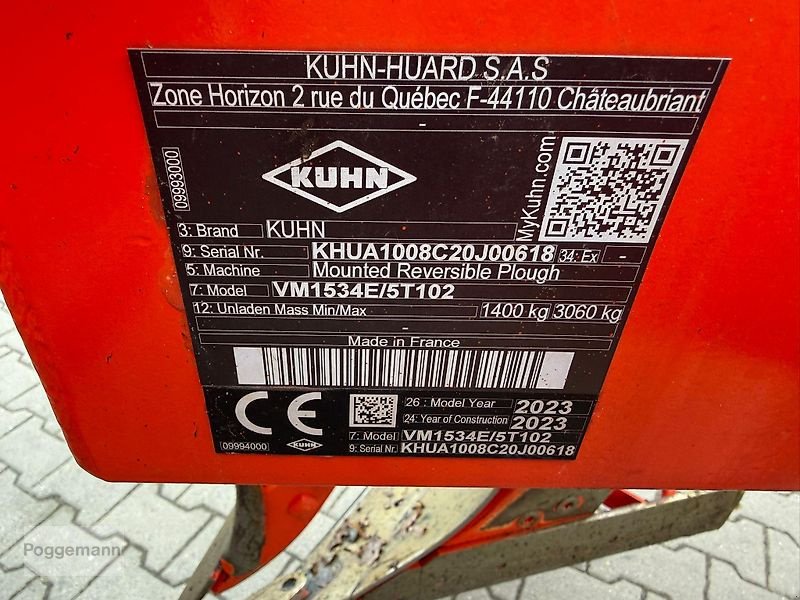 KUHN-HUARD S.A.S
Zone Horizon 2 rue du Québec F-44110 Châteaubriant
-
09993000
KUHN
MyKuhn.com
3: Brand KUHN
9: Serial Nr. KHUA1008C20J00618 34: Ex -
5: Machine Mounted Reversible Plough
7: Model VM1534E/5T102
12: Unladen Mass Min/Max 1400 kg 3060 kg
-
Made in France
CE
09994000
KUHN
26 : Model Year 2023
24: Year of Construction 2023
7: Model VM1534E/5T102
9: Serial Nr. KHUA1008C20J00618
Poggemann